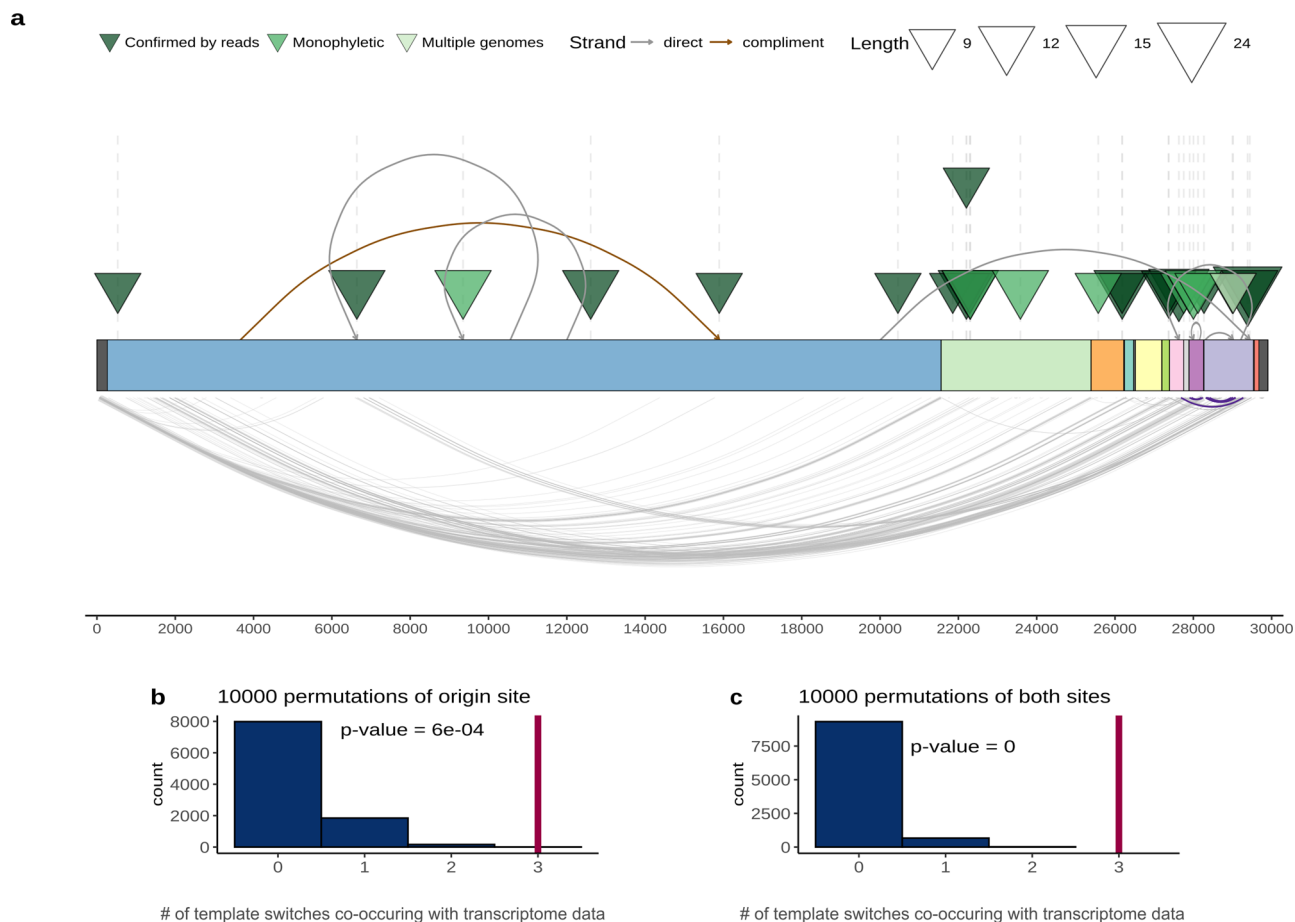 a
Confirmed by reads Monophyletic Multiple genomes Strand direct compliment Length 9 12 15 24
0 2000 4000 6000 8000 10000 12000 14000 16000 18000 20000 22000 24000 26000 28000 30000
b 10000 permutations of origin site
p-value = 6e-04
count
8000
6000
4000
2000
0
0 1 2 3
# of template switches co-occuring with transcriptome data
c 10000 permutations of both sites
p-value = 0
count
7500
5000
2500
0
0 1 2 3
# of template switches co-occuring with transcriptome data